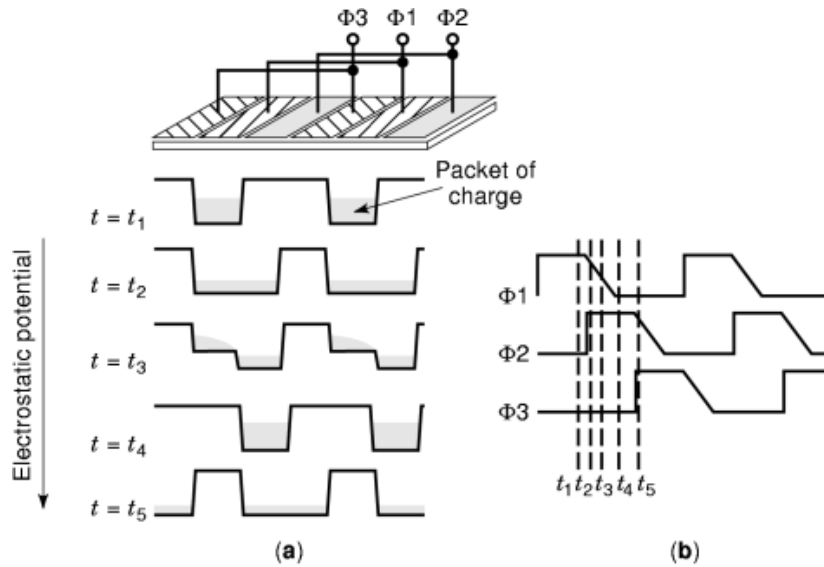 Φ3 Φ1 Φ2
Packet of
charge
t = t1
t = t2
t = t3
t = t4
t = t5
Electrostatic potential
(a)
Φ1
Φ2
Φ3
t1 t2 t3 t4 t5
(b)